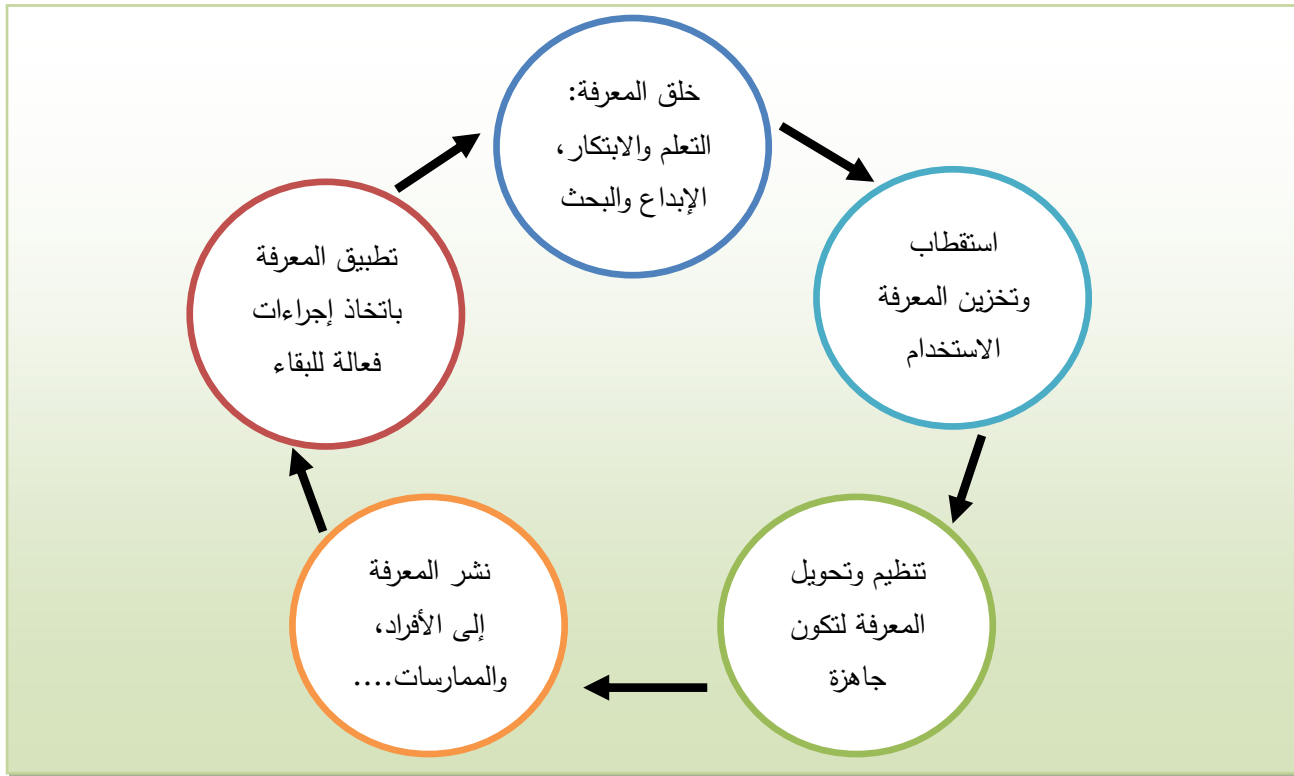 خلق المعرفة:
التعلم والابتكار،
الإبداع والبحث
استقطاب
وتخزين المعرفة
الاستخدام
تنظيم وتحويل
المعرفة لتكون
جاهزة
نشر المعرفة
إلى الأفراد،
والممارسات....
تطبيق المعرفة
باتخاذ إجراءات
فعالة للبقاء